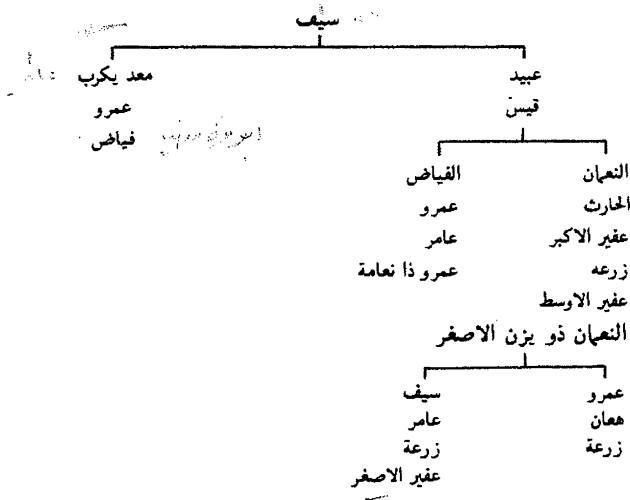 سيف
عبيد
قيس
معد يكرب
عمرو
فياض
النعمان
الحارث
عفير الاكبر
زرعه
عفير الاوسط
النعمان ذو يزن الاصغر
الفياض
عمرو
عامر
عمرو ذا نعامة
عمرو
همعان
زرعة
سيف
عامر
زرعة
عفير الاصغر